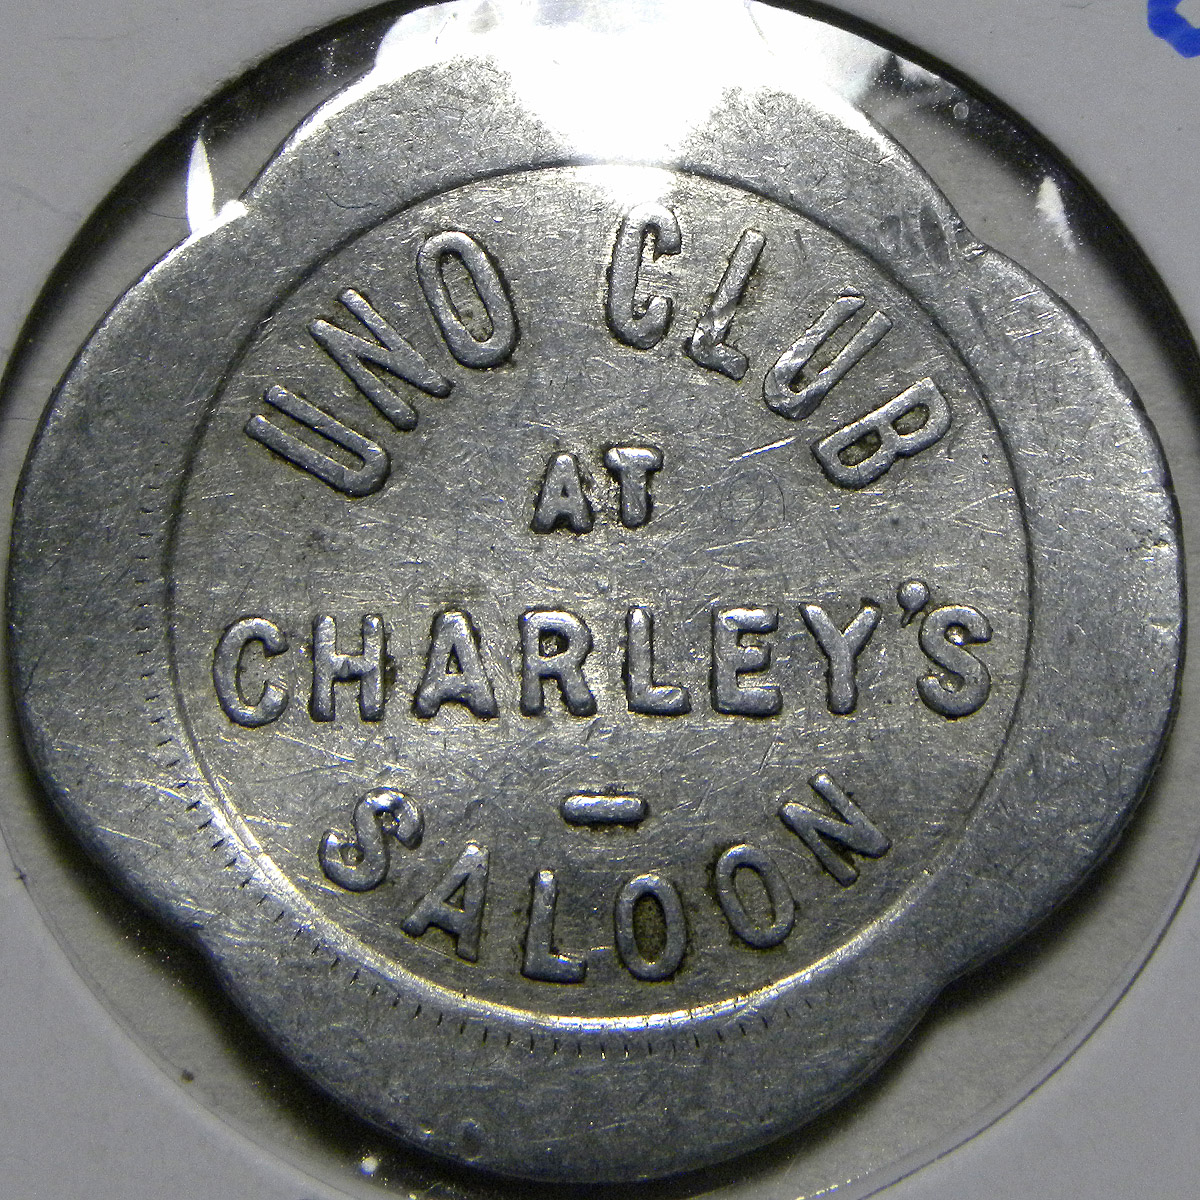 UNO CLUB
AT
CHARLEY'S
-
SALOON